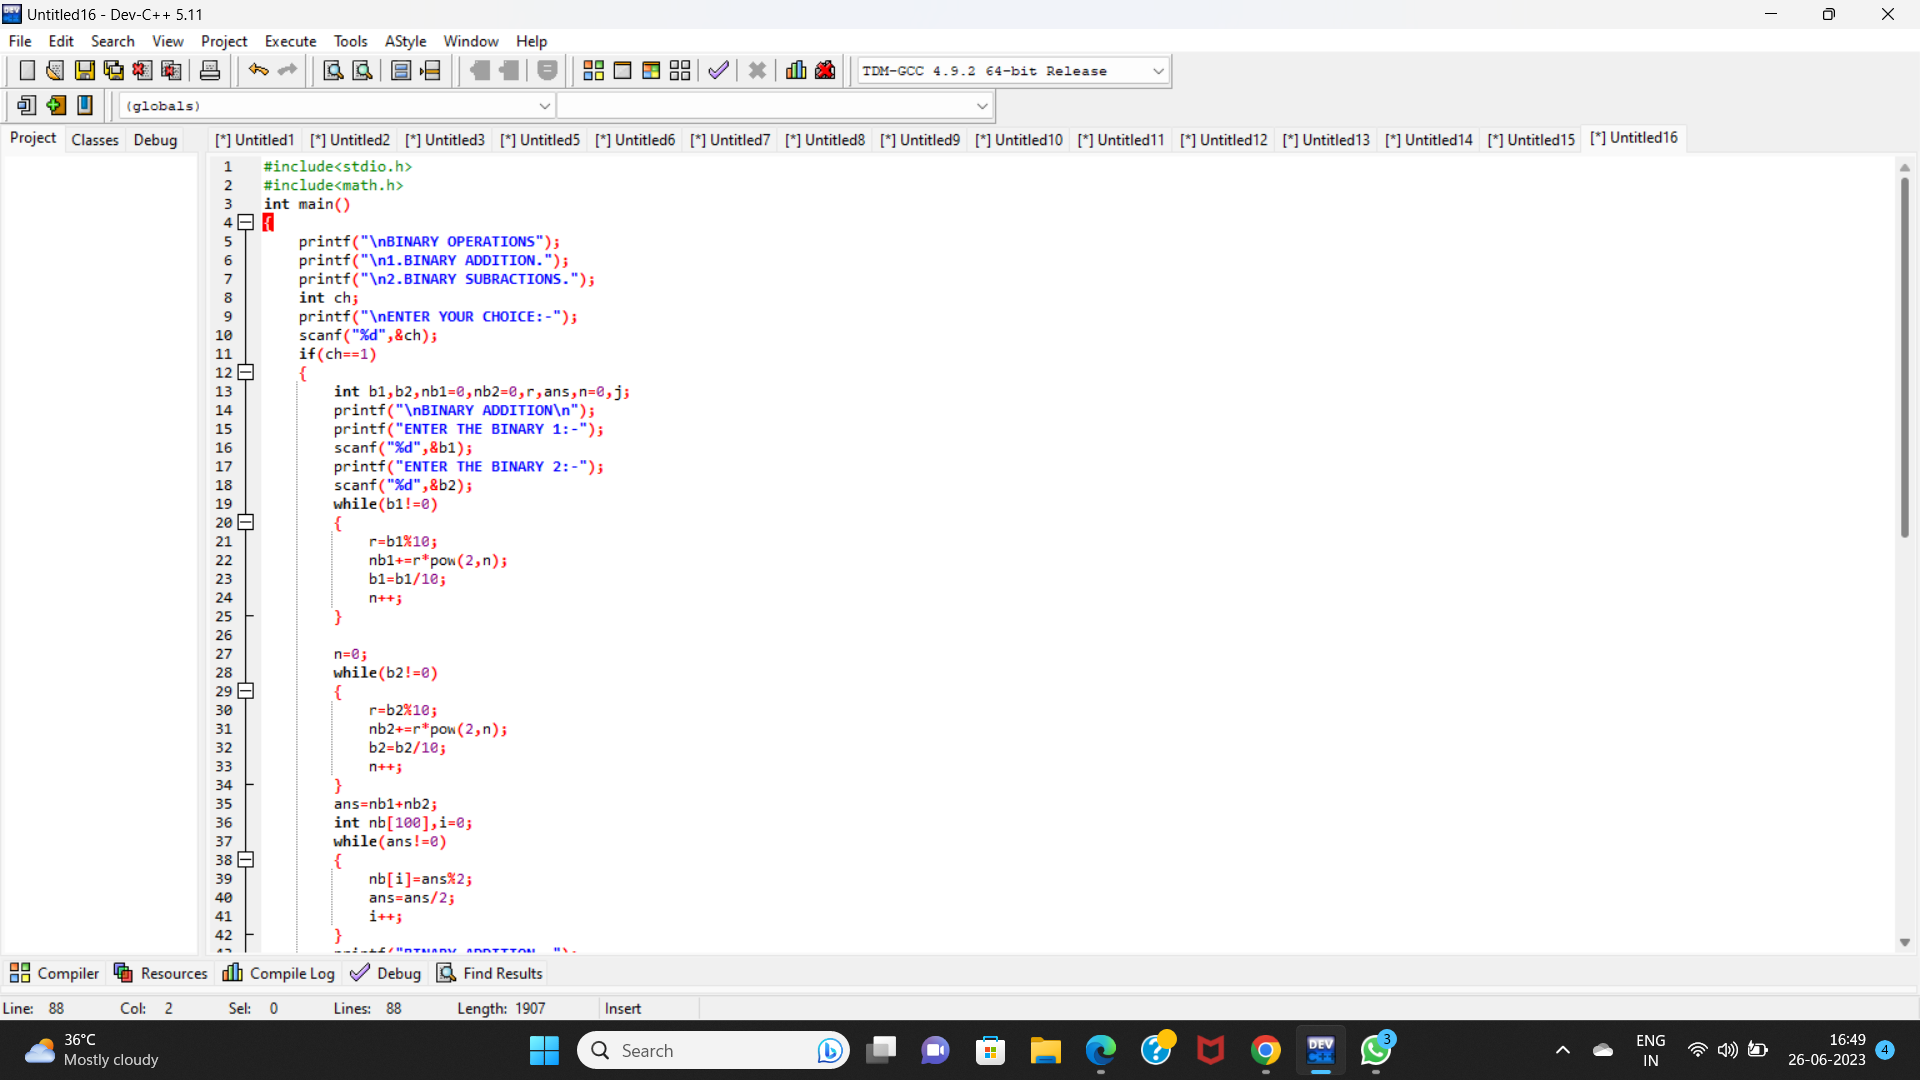 Untitled16 - Dev-C++ 5.11
File Edit Search View Project Execute Tools AStyle Window Help
TDM-GCC 4.9.2 64-bit Release
(globals)
Project Classes Debug [*] Untitled1 [*] Untitled2 [*] Untitled3 [*] Untitled5 [*] Untitled6 [*] Untitled7 [*] Untitled8 [*] Untitled9 [*] Untitled10 [*] Untitled11 [*] Untitled12 [*] Untitled13 [*] Untitled14 [*] Untitled15 [*] Untitled16
1 #include<stdio.h>
2 #include<math.h>
3 int main()
4 {
5 printf("\nBINARY OPERATIONS");
6 printf("\n1.BINARY ADDITION.");
7 printf("\n2.BINARY SUBRACTIONS.");
8 int ch;
9 printf("\nENTER YOUR CHOICE:-");
10 scanf("%d",&ch);
11 if(ch==1)
12 {
13 int b1,b2,nb1=0,nb2=0,r,ans,n=0,j;
14 printf("\nBINARY ADDITION\n");
15 printf("ENTER THE BINARY 1:-");
16 scanf("%d",&b1);
17 printf("ENTER THE BINARY 2:-");
18 scanf("%d",&b2);
19 while(b1!=0)
20 {
21 r=b1%10;
22 nb1+=r*pow(2,n);
23 b1=b1/10;
24 n++;
25 }
26
27 n=0;
28 while(b2!=0)
29 {
30 r=b2%10;
31 nb2+=r*pow(2,n);
32 b2=b2/10;
33 n++;
34 }
35 ans=nb1+nb2;
36 int nb[100],i=0;
37 while(ans!=0)
38 {
39 nb[i]=ans%2;
40 ans=ans/2;
41 i++;
42 }
Compiler Resources Compile Log Debug Find Results
Line: 88 Col: 2 Sel: 0 Lines: 88 Length: 1907 Insert
36°C
Mostly cloudy
Search
DEV
3
ENG
IN
16:49
26-06-2023
4